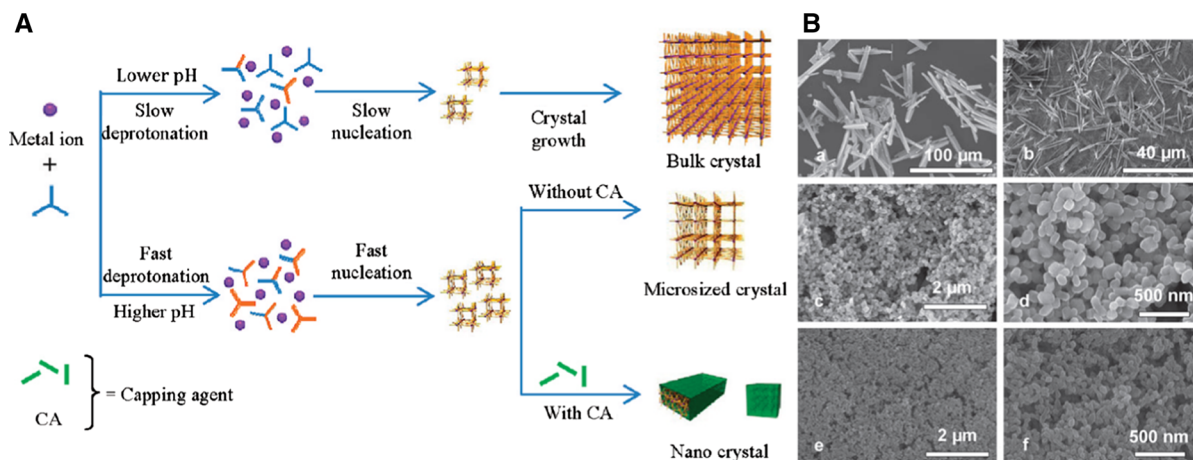 A
B
Metal ion
+
Lower pH
Slow
deprotonation
Slow
nucleation
Crystal
growth
Bulk crystal
Without CA
Microsized crystal
Fast
deprotonation
Higher pH
Fast
nucleation
With CA
Nano crystal
CA
= Capping agent
a
100 µm
b
40 µm
c
2 µm
d
500 nm
e
2 µm
f
500 nm